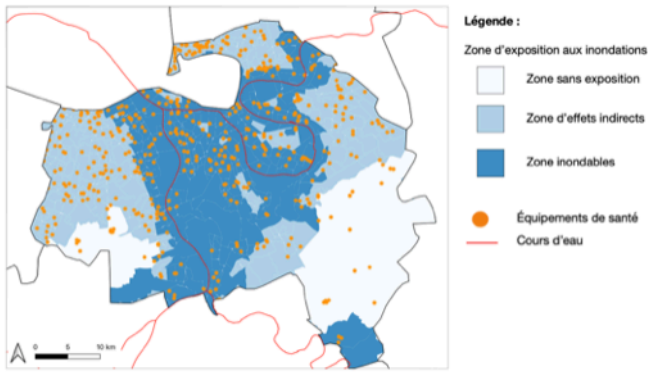 Légende :
Zone d'exposition aux inondations
Zone sans exposition
Zone d'effets indirects
Zone inondables
Équipements de santé
Cours d'eau
0 5 10 km